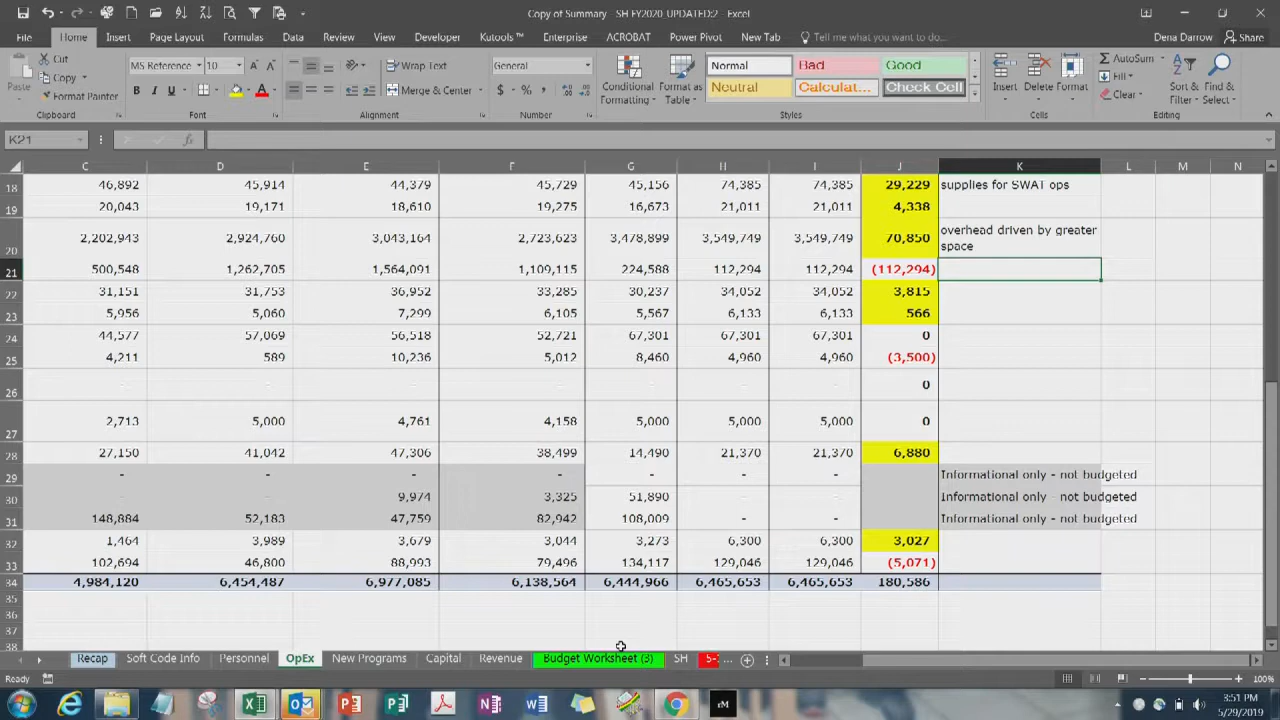 Copy of Summary - SH FY2020_UPDATED:2 - Excel
File Home Insert Page Layout Formulas Data Review View Developer Kutools ™ Enterprise ACROBAT Power Pivot New Tab Tell me what you want to do... Dena Darrow Share
Paste Cut Copy Format Painter Clipboard
MS Reference 10 B I U Font
Wrap Text Merge & Center Alignment
General $ % , Number
Conditional Formatting Format as Table
Normal Bad Good
Neutral Calculat... Check Cell
Styles
Insert Delete Format Cells
AutoSum Fill Clear Sort & Filter Find & Select Editing
K21 fx
C D E F G H I J K L M N
18 46,892 45,914 44,379 45,729 45,156 74,385 74,385 29,229 supplies for SWAT ops
19 20,043 19,171 18,610 19,275 16,673 21,011 21,011 4,338
20 2,202,943 2,924,760 3,043,164 2,723,623 3,478,899 3,549,749 3,549,749 70,850 overhead driven by greater
space
21 500,548 1,262,705 1,564,091 1,109,115 224,588 112,294 112,294 (112,294)
22 31,151 31,753 36,952 33,285 30,237 34,052 34,052 3,815
23 5,956 5,060 7,299 6,105 5,567 6,133 6,133 566
24 44,577 57,069 56,518 52,721 67,301 67,301 67,301 0
25 4,211 589 10,236 5,012 8,460 4,960 4,960 (3,500)
26 - - - - - - - 0
27 2,713 5,000 4,761 4,158 5,000 5,000 5,000 0
28 27,150 41,042 47,306 38,499 14,490 21,370 21,370 6,880
29 - - - - - - - Informational only - not budgeted
30 - - 9,974 3,325 51,890 - - Informational only - not budgeted
31 148,884 52,183 47,759 82,942 108,009 - - Informational only - not budgeted
32 1,464 3,989 3,679 3,044 3,273 6,300 6,300 3,027
33 102,694 46,800 88,993 79,496 134,117 129,046 129,046 (5,071)
34 4,984,120 6,454,487 6,977,085 6,138,564 6,444,966 6,465,653 6,465,653 180,586
35
36
37
38
Recap Soft Code Info Personnel OpEx New Programs Capital Revenue Budget Worksheet (3) SH 5- ...
Ready 100%
3:51 PM
5/29/2019